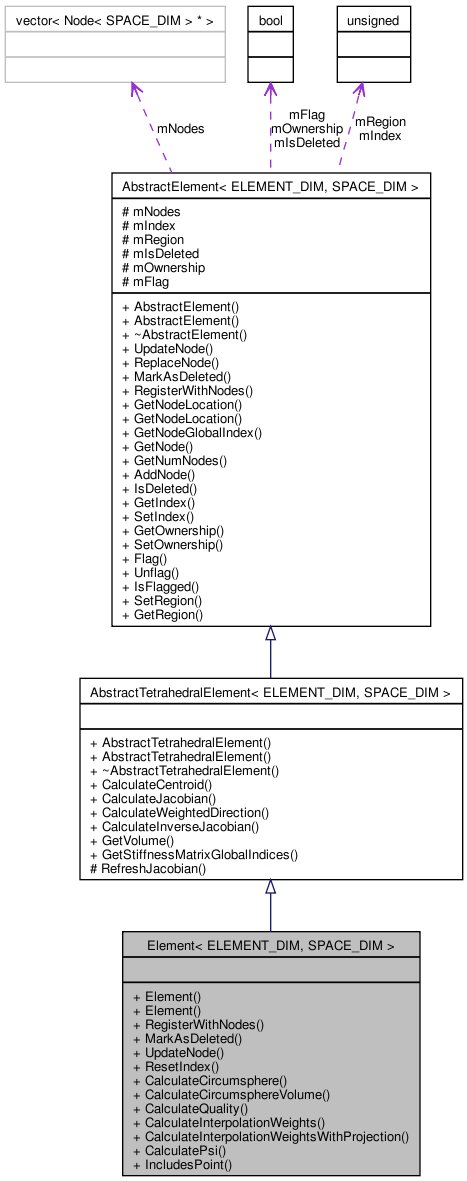 vector< Node< SPACE_DIM > * >
bool
unsigned
mNodes
mFlag
mOwnership
mIsDeleted
mRegion
mIndex
AbstractElement< ELEMENT_DIM, SPACE_DIM >
# mNodes
# mIndex
# mRegion
# mIsDeleted
# mOwnership
# mFlag
+ AbstractElement()
+ AbstractElement()
+ ~AbstractElement()
+ UpdateNode()
+ ReplaceNode()
+ MarkAsDeleted()
+ RegisterWithNodes()
+ GetNodeLocation()
+ GetNodeLocation()
+ GetNodeGlobalIndex()
+ GetNode()
+ GetNumNodes()
+ AddNode()
+ IsDeleted()
+ GetIndex()
+ SetIndex()
+ GetOwnership()
+ SetOwnership()
+ Flag()
+ Unflag()
+ IsFlagged()
+ SetRegion()
+ GetRegion()
AbstractTetrahedralElement< ELEMENT_DIM, SPACE_DIM >
+ AbstractTetrahedralElement()
+ AbstractTetrahedralElement()
+ ~AbstractTetrahedralElement()
+ CalculateCentroid()
+ CalculateJacobian()
+ CalculateWeightedDirection()
+ CalculateInverseJacobian()
+ GetVolume()
+ GetStiffnessMatrixGlobalIndices()
# RefreshJacobian()
Element< ELEMENT_DIM, SPACE_DIM >
+ Element()
+ Element()
+ RegisterWithNodes()
+ MarkAsDeleted()
+ UpdateNode()
+ ResetIndex()
+ CalculateCircumsphere()
+ CalculateCircumsphereVolume()
+ CalculateQuality()
+ CalculateInterpolationWeights()
+ CalculateInterpolationWeightsWithProjection()
+ CalculatePsi()
+ IncludesPoint()